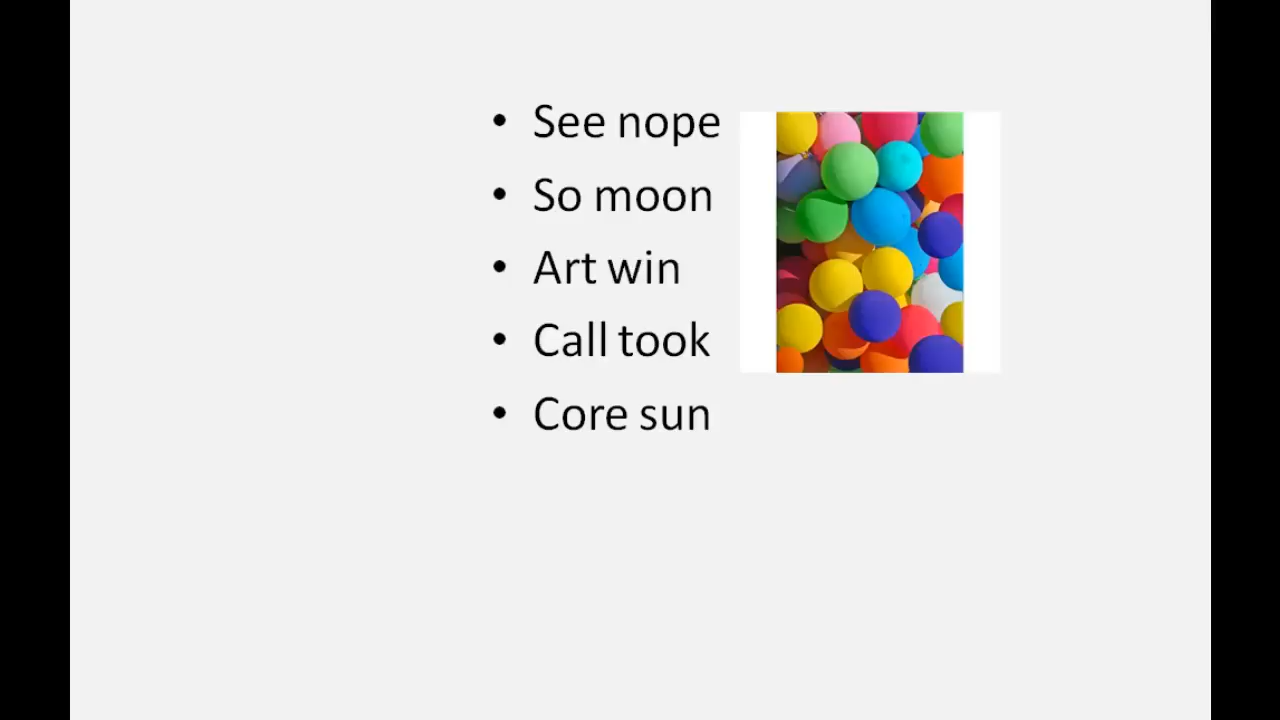 • See nope
• So moon
• Art win
• Call took
• Core sun